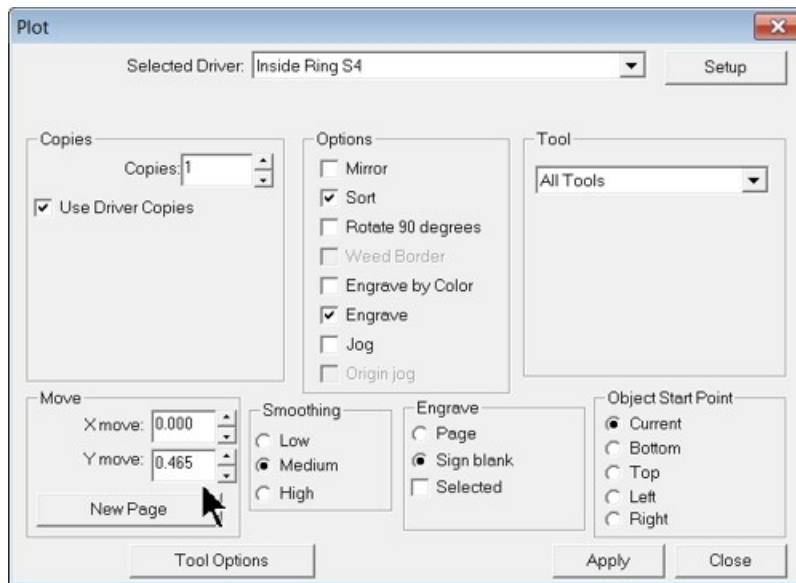 Plot
Selected Driver: Inside Ring S4
Setup
Copies
Copies: 1
Use Driver Copies
Options
Mirror
Sort
Rotate 90 degrees
Weed Border
Engrave by Color
Engrave
Jog
Origin jog
Tool
All Tools
Move
X move: 0.000
Y move: 0.465
New Page
Smoothing
Low
Medium
High
Engrave
Page
Sign blank
Selected
Object Start Point
Current
Bottom
Top
Left
Right
Tool Options
Apply
Close